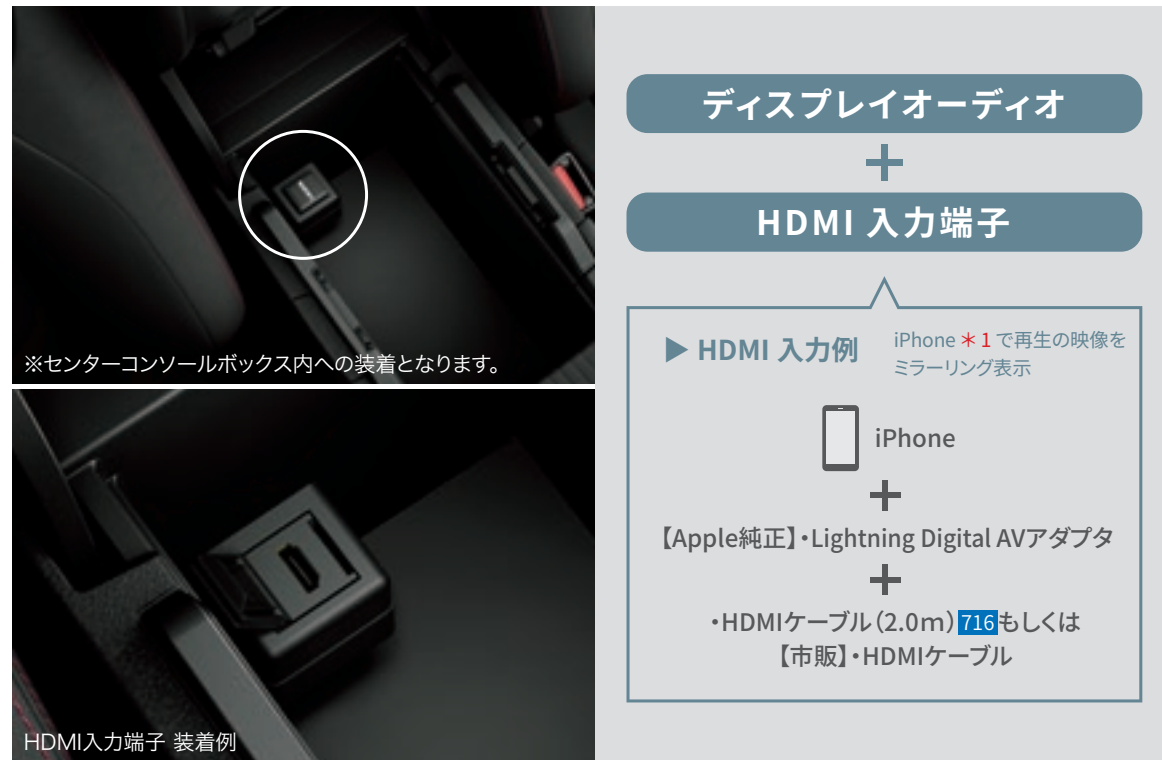 ※センターコンソールボックス内への装着となります。
HDMI入力端子 装着例
ディスプレイオーディオ
+
HDMI 入力端子
▶ HDMI 入力例
iPhone ＊1 で再生の映像を
ミラーリング表示
iPhone
+
【Apple純正】・Lightning Digital AVアダプタ
+
・HDMIケーブル（2.0m）716もしくは
【市販】・HDMIケーブル